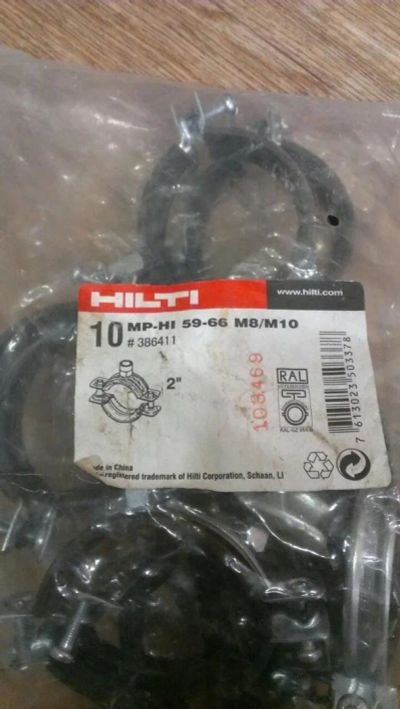 HILTI
www.hilti.com
10 MP-HI 59-66 M8/M10
# 386411
2"
103469
RAL
7 613023 503378
in China
registered trademark of Hilti Corporation, Schaan, LI